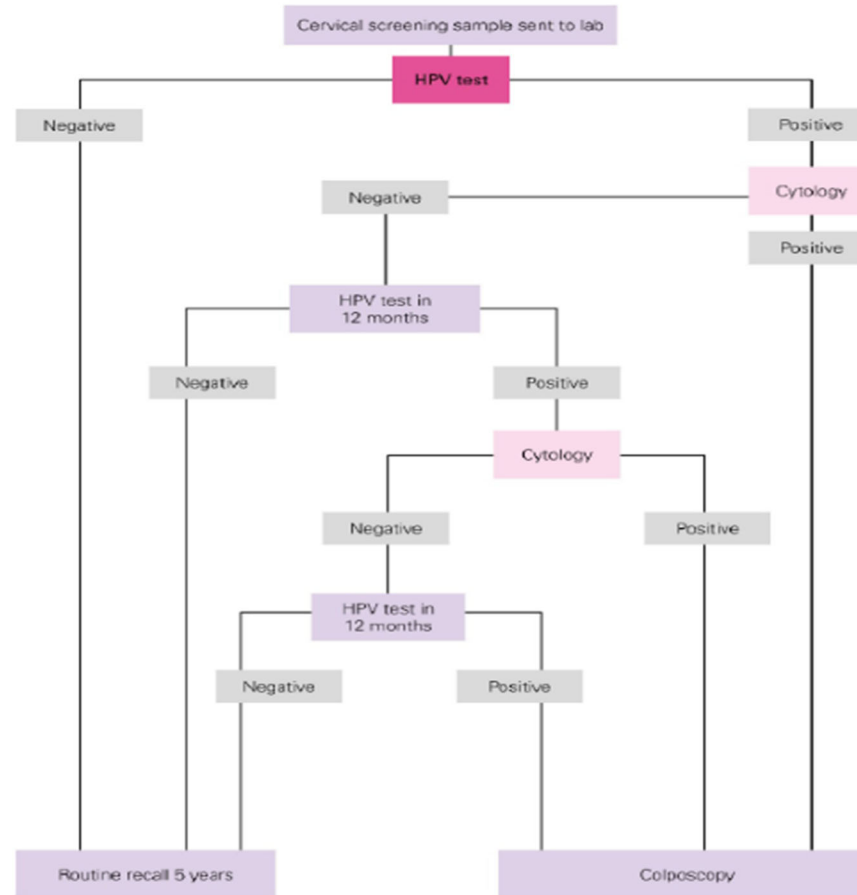 Cervical screening sample sent to lab
HPV test
Negative
Positive
Cytology
Negative
Positive
HPV test in
12 months
Negative
Positive
Cytology
Negative
Positive
HPV test in
12 months
Negative
Positive
Routine recall 5 years
Colposcopy